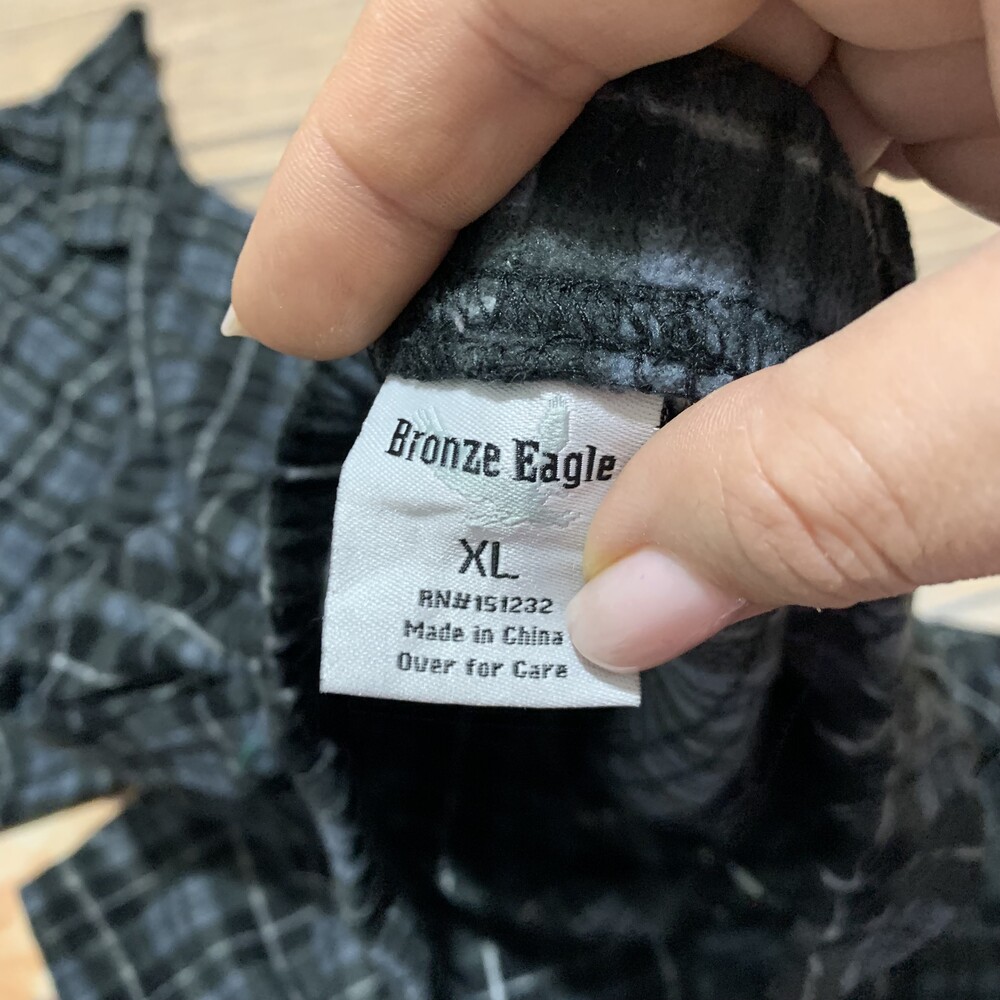 Bronze Eagle
XL
RN#151232
Made in China
Over for Care